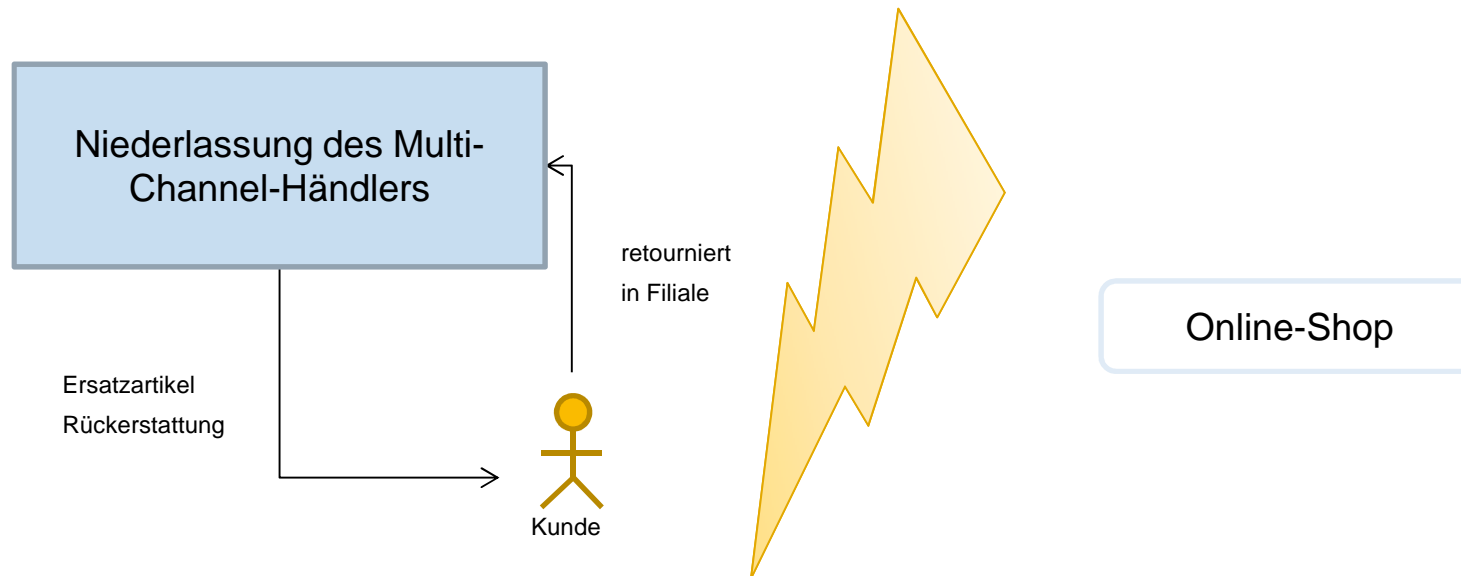 Niederlassung des Multi-
Channel-Händlers
retourniert
in Filiale
Online-Shop
Ersatzartikel
Rückerstattung
Kunde